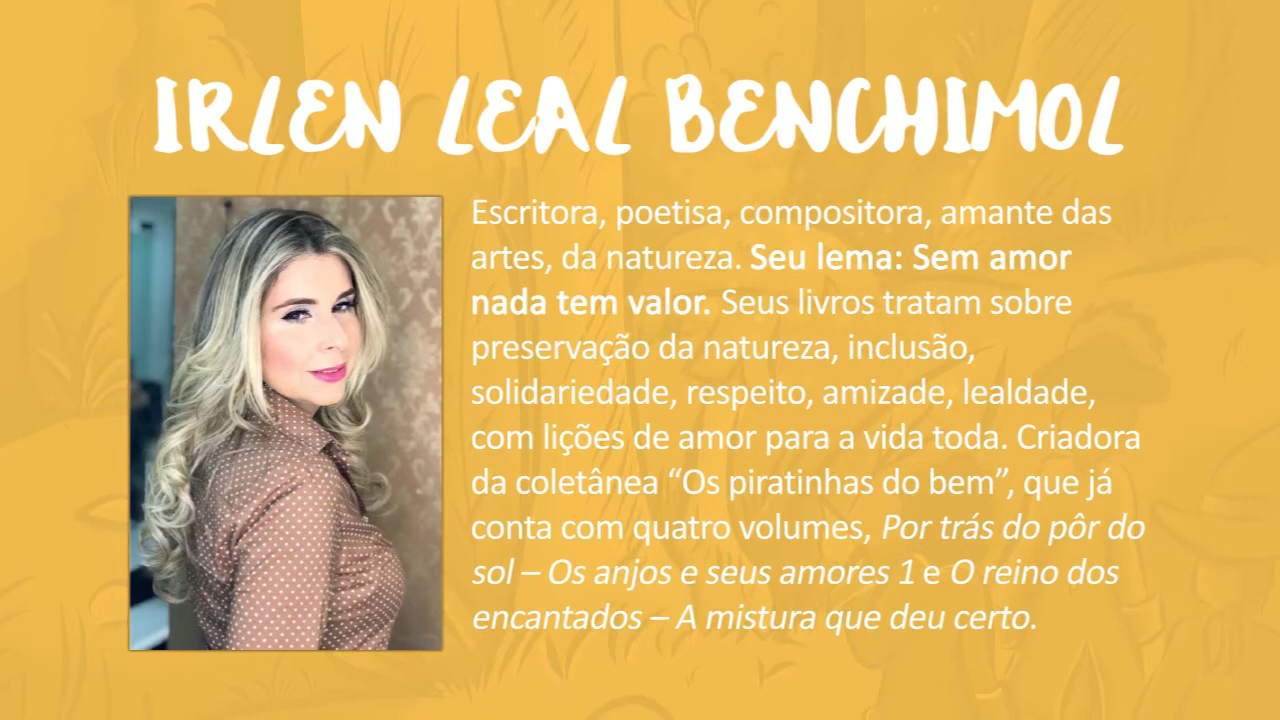 IRLEN LEAL BENCHIMOL
Escritora, poetisa, compositora, amante das
artes, da natureza. Seu lema: Sem amor
nada tem valor. Seus livros tratam sobre
preservação da natureza, inclusão,
solidariedade, respeito, amizade, lealdade,
com lições de amor para a vida toda. Criadora
da coletânea “Os piratinhas do bem”, que já
conta com quatro volumes, Por trás do pôr do
sol – Os anjos e seus amores 1 e O reino dos
encantados – A mistura que deu certo.